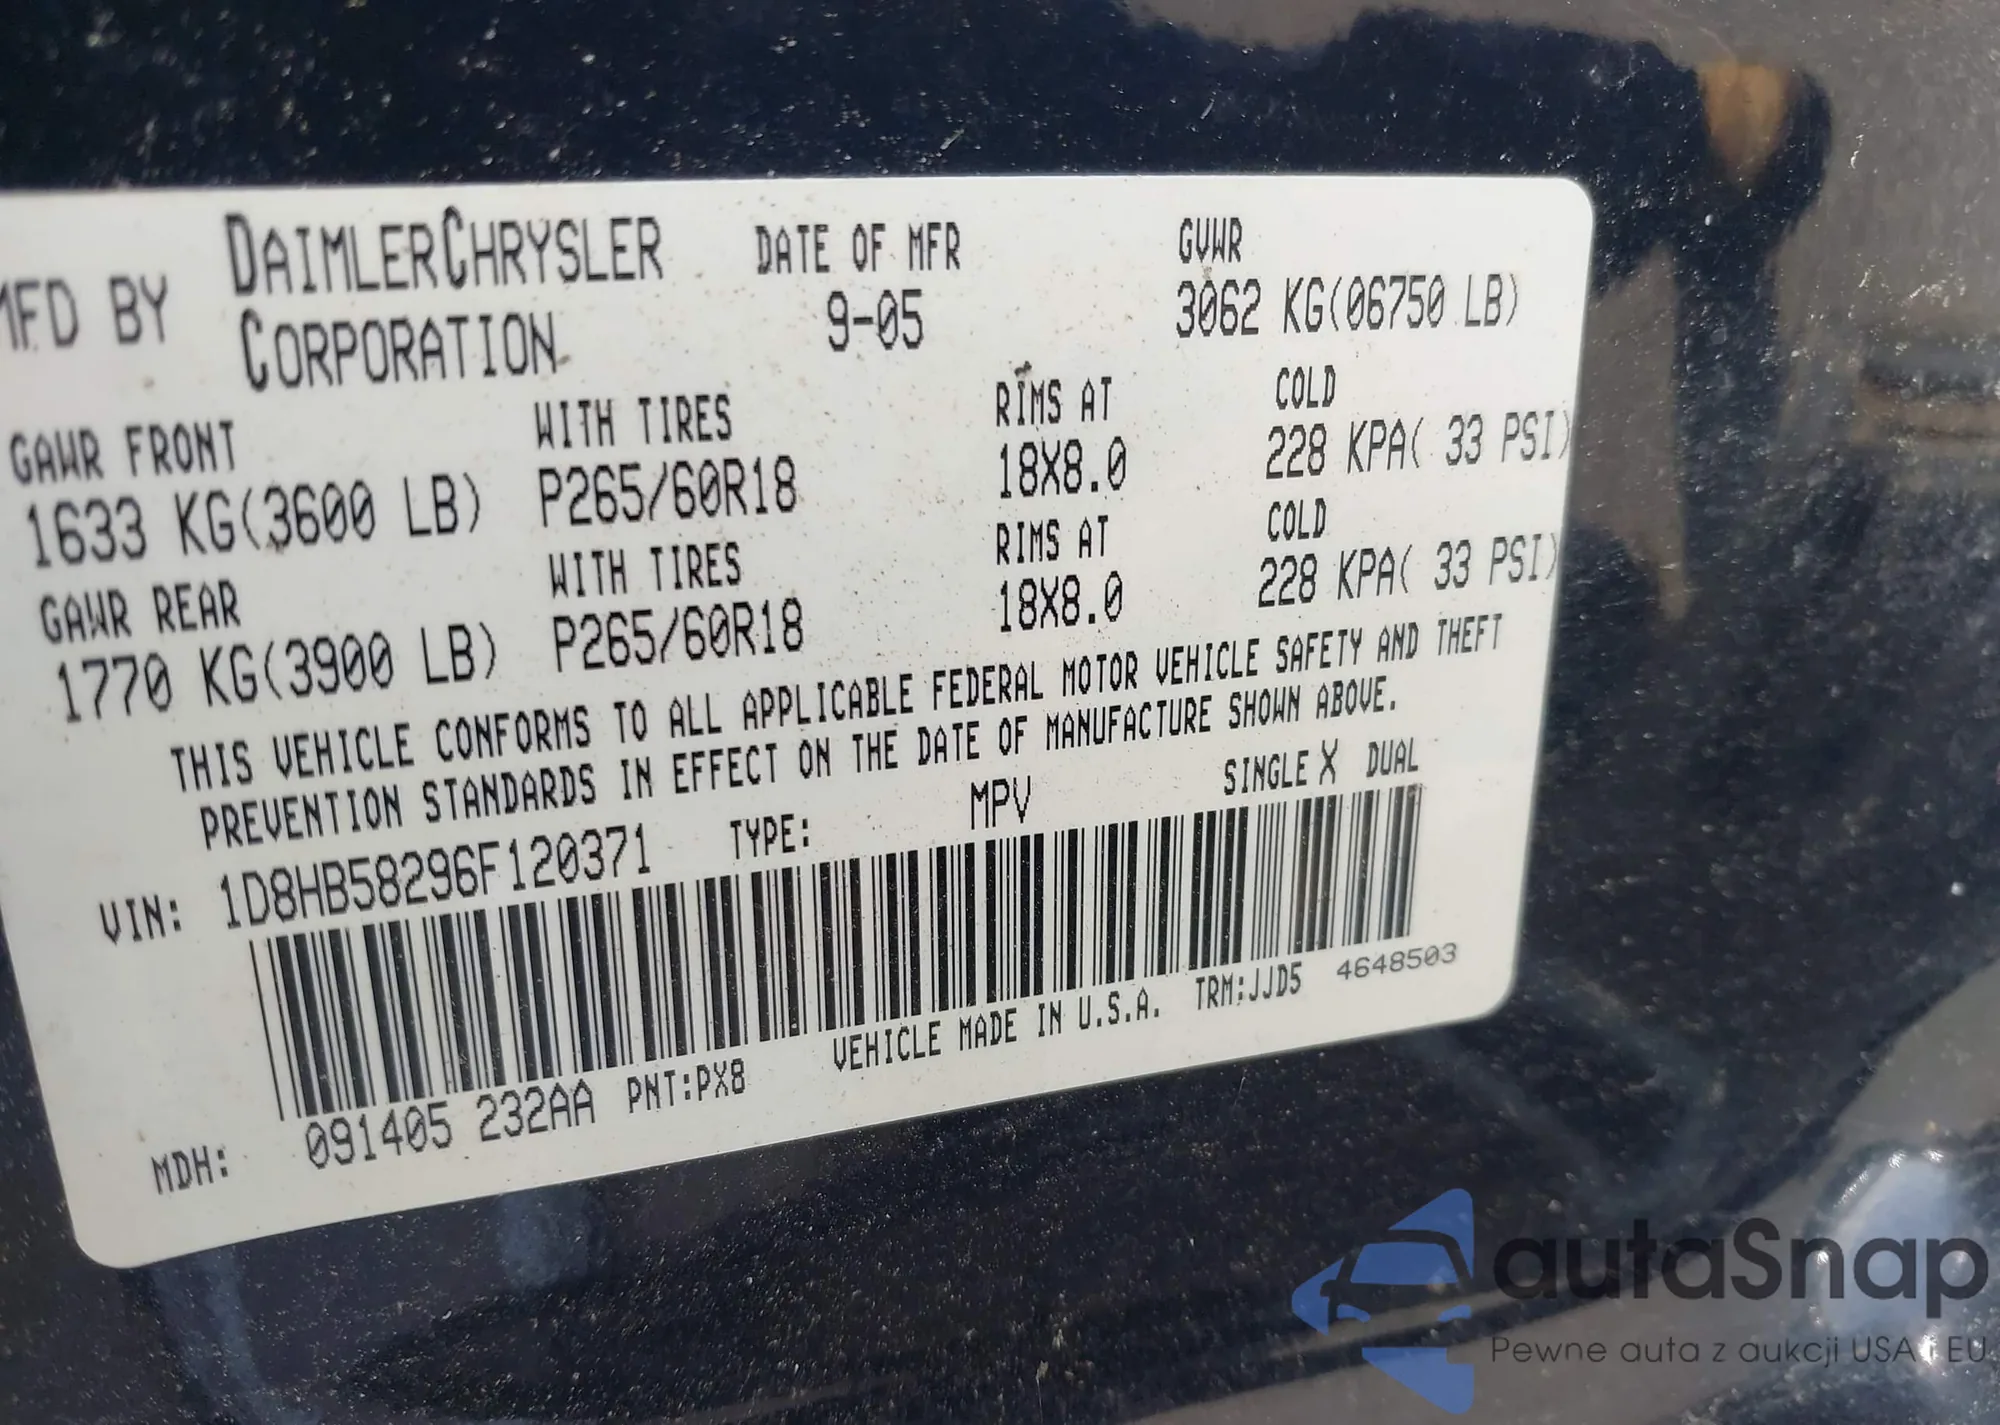 MFD BY DAIMLERCHRYSLER CORPORATION DATE OF MFR 9-05 GVWR 3062 KG(06750 LB)
GAWR FRONT WITH TIRES RIMS AT COLD
1633 KG(3600 LB) P265/60R18 18X8.0 228 KPA( 33 PSI)
GAWR REAR WITH TIRES RIMS AT COLD
1770 KG(3900 LB) P265/60R18 18X8.0 228 KPA( 33 PSI)
THIS VEHICLE CONFORMS TO ALL APPLICABLE FEDERAL MOTOR VEHICLE SAFETY AND THEFT
PREVENTION STANDARDS IN EFFECT ON THE DATE OF MANUFACTURE SHOWN ABOVE.
VIN: 1D8HB58296F120371 TYPE: MPV SINGLE X DUAL
MDH: 091405 232AA PNT:PX8 VEHICLE MADE IN U.S.A. TRM:JJD5 4648503
autaSnap
Pewne auta z aukcji USA i EU